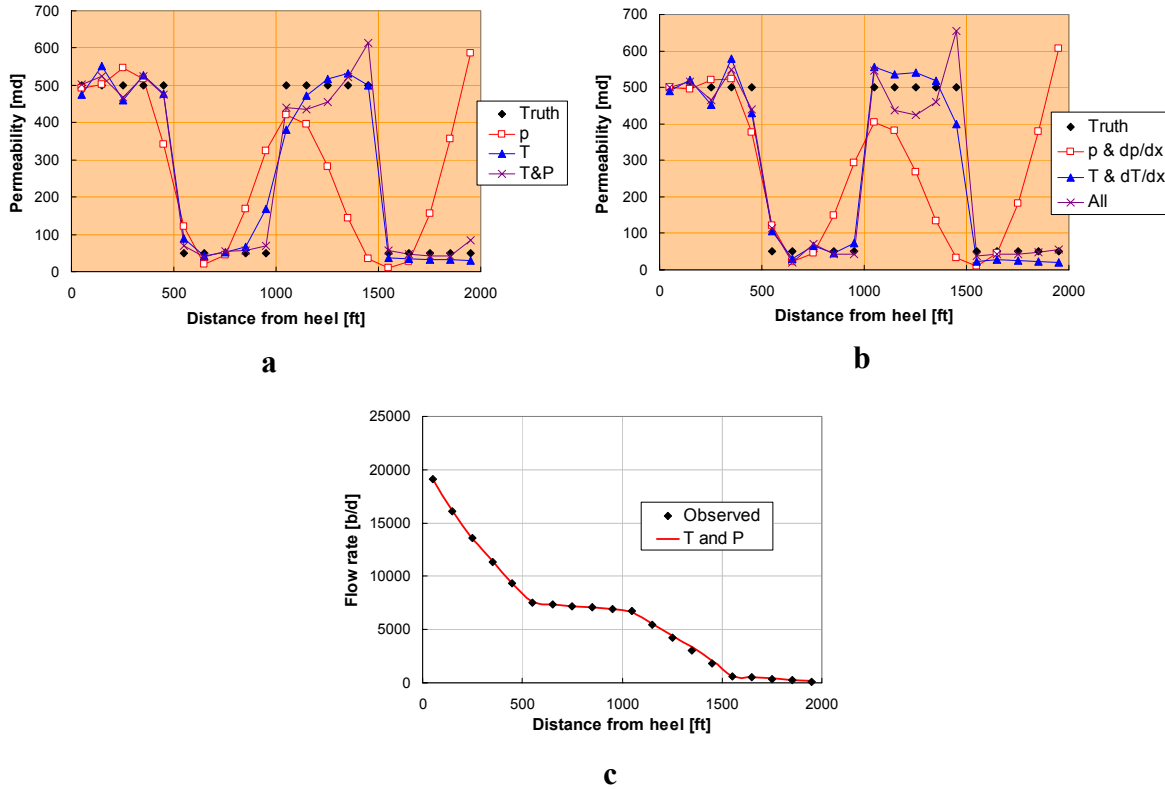 700
600
500
400
300
200
100
0
Permeability [md]
0 500 1000 1500 2000
Distance from heel [ft]
Truth
p
T
T&P
a
700
600
500
400
300
200
100
0
Permeability [md]
0 500 1000 1500 2000
Distance from heel [ft]
Truth
p & dp/dx
T & dT/dx
All
b
25000
20000
15000
10000
5000
0
Flow rate [b/d]
0 500 1000 1500 2000
Distance from heel [ft]
Observed
T and P
c